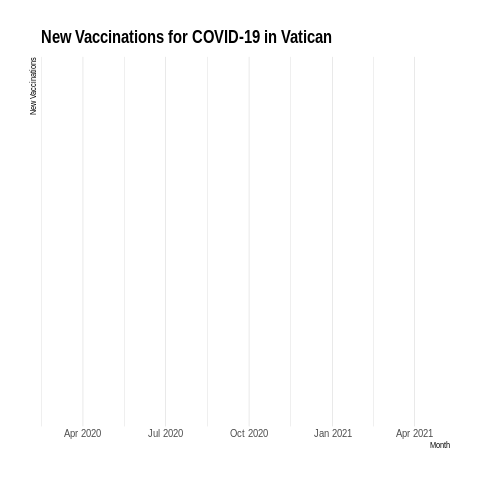 New Vaccinations for COVID-19 in Vatican
New Vaccinations
Apr 2020
Jul 2020
Oct 2020
Jan 2021
Apr 2021
Month